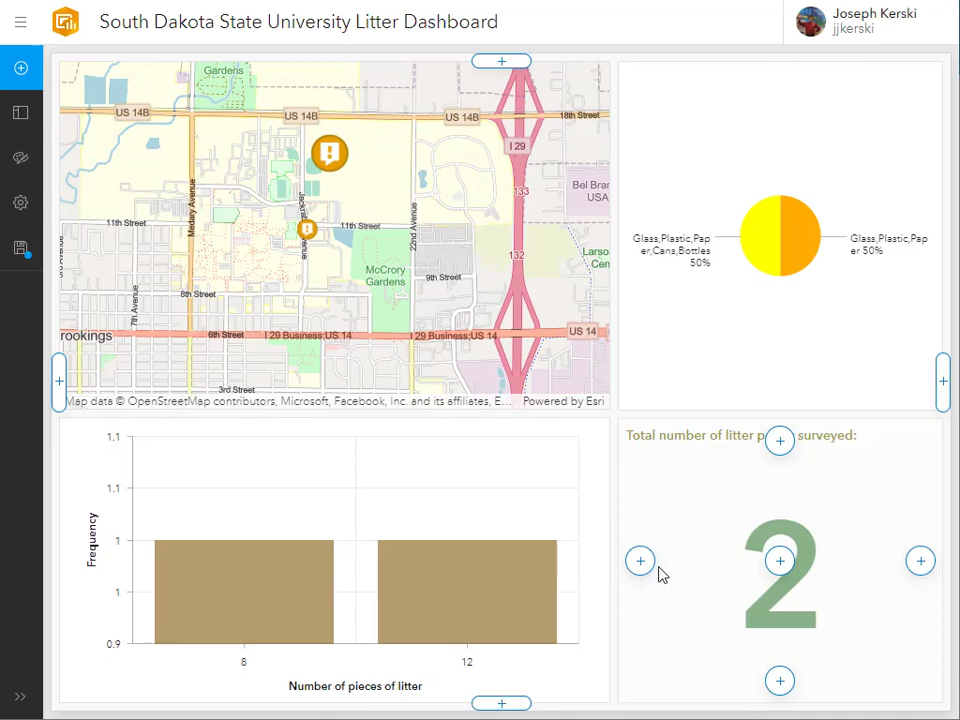 South Dakota State University Litter Dashboard
Joseph Kerski
jjkerski
Gardens
US 14B
US 14B
US 14B
18th Street
I 29
133
Bel Bran
USA
Medary Avenue
11th Street
11th Street
22nd Avenue
132
Larso
Cen
McCrory
Gardens
9th Street
8th Street
7th Avenue
6th Street
I 29 Business;US 14
I 29 Business;US 14
US 14
rookings
3rd Street
Map data © OpenStreetMap contributors, Microsoft, Facebook, Inc. and its affiliates, E...
Powered by Esri
Glass,Plastic,Pap
er,Cans,Bottles
50%
Glass,Plastic,Pap
er 50%
1.1
1.1
1
1
0.9
Frequency
8
12
Number of pieces of litter
Total number of litter p surveyed:
2